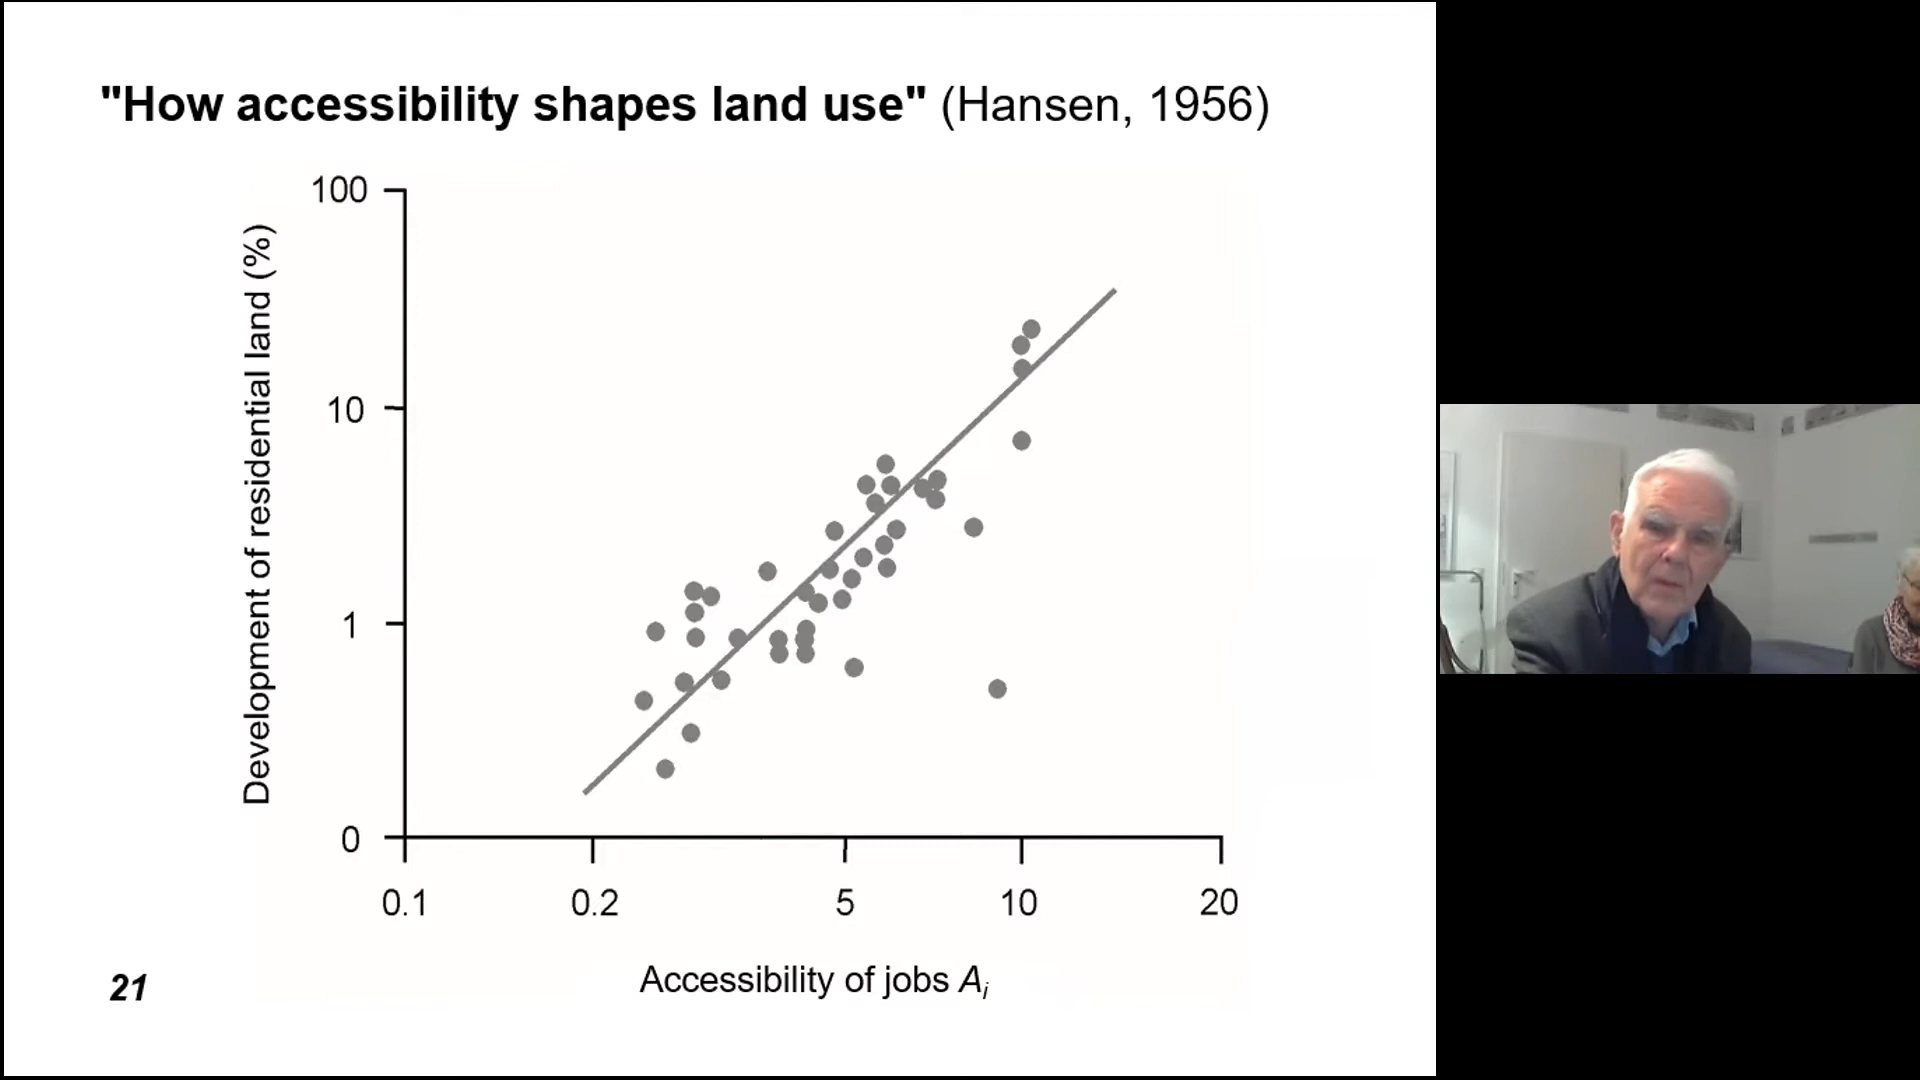 "How accessibility shapes land use" (Hansen, 1956)
100
10
1
0
Development of residential land (%)
0.1 0.2 5 10 20
Accessibility of jobs Ai
21